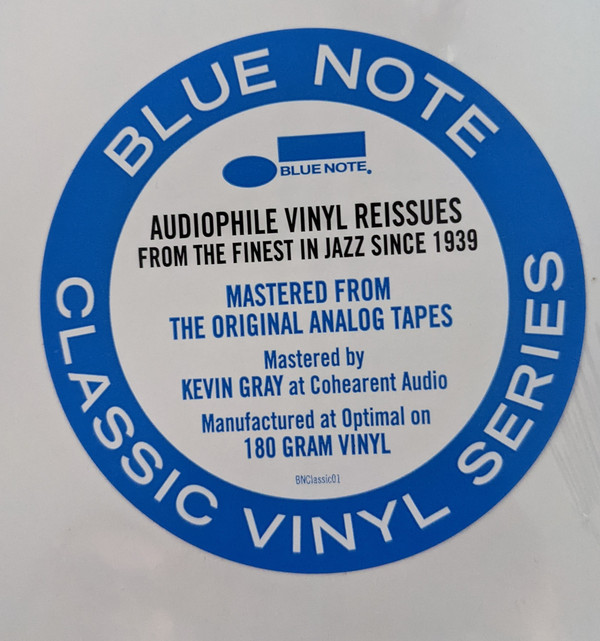 BLUE NOTE
BLUE NOTE.
AUDIOPHILE VINYL REISSUES
FROM THE FINEST IN JAZZ SINCE 1939
MASTERED FROM
THE ORIGINAL ANALOG TAPES
Mastered by
KEVIN GRAY at Cohearent Audio
Manufactured at Optimal on
180 GRAM VINYL
BNClassic01
CLASSIC VINYL SERIES